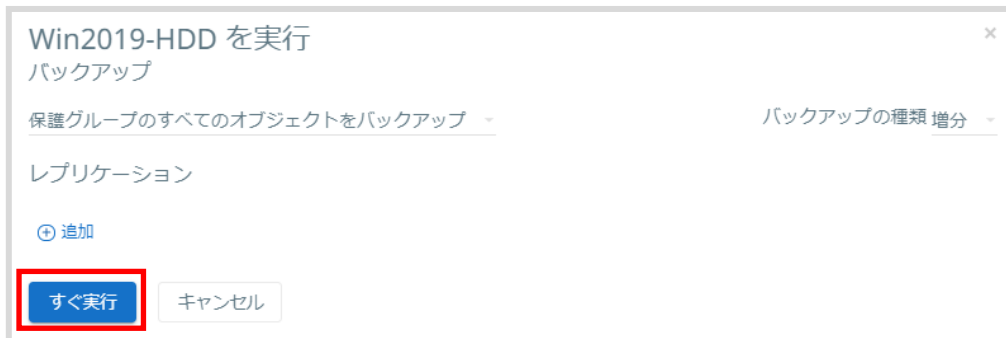 Win2019-HDD を実行
バックアップ
保護グループのすべてのオブジェクトをバックアップ バックアップの種類 増分
レプリケーション
追加
すぐ実行 キャンセル